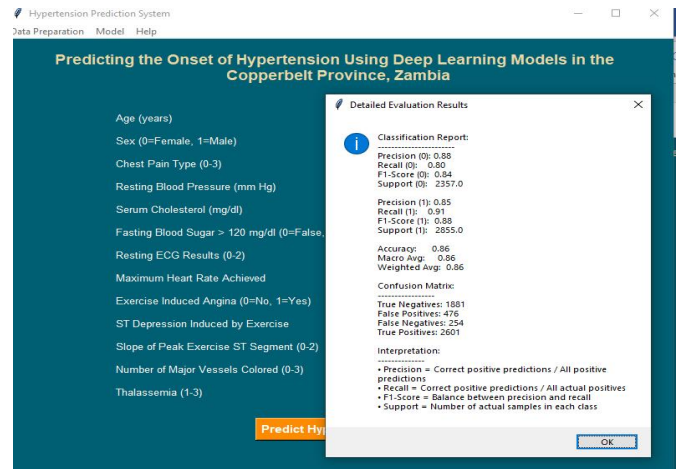 Hypertension Prediction System
Data Preparation Model Help
Predicting the Onset of Hypertension Using Deep Learning Models in the
Copperbelt Province, Zambia
Age (years)
Sex (0=Female, 1=Male)
Chest Pain Type (0-3)
Resting Blood Pressure (mm Hg)
Serum Cholesterol (mg/dl)
Fasting Blood Sugar > 120 mg/dl (0=False,
Resting ECG Results (0-2)
Maximum Heart Rate Achieved
Exercise Induced Angina (0=No, 1=Yes)
ST Depression Induced by Exercise
Slope of Peak Exercise ST Segment (0-2)
Number of Major Vessels Colored (0-3)
Thalassemia (1-3)
Predict Hyp
Detailed Evaluation Results
Classification Report:
-----------------------
Precision (0): 0.88
Recall (0): 0.80
F1-Score (0): 0.84
Support (0): 2357.0
Precision (1): 0.85
Recall (1): 0.91
F1-Score (1): 0.88
Support (1): 2855.0
Accuracy: 0.86
Macro Avg: 0.86
Weighted Avg: 0.86
Confusion Matrix:
-----------------
True Negatives: 1881
False Positives: 476
False Negatives: 254
True Positives: 2601
Interpretation:
--------------
• Precision = Correct positive predictions / All positive
predictions
• Recall = Correct positive predictions / All actual positives
• F1-Score = Balance between precision and recall
• Support = Number of actual samples in each class
OK